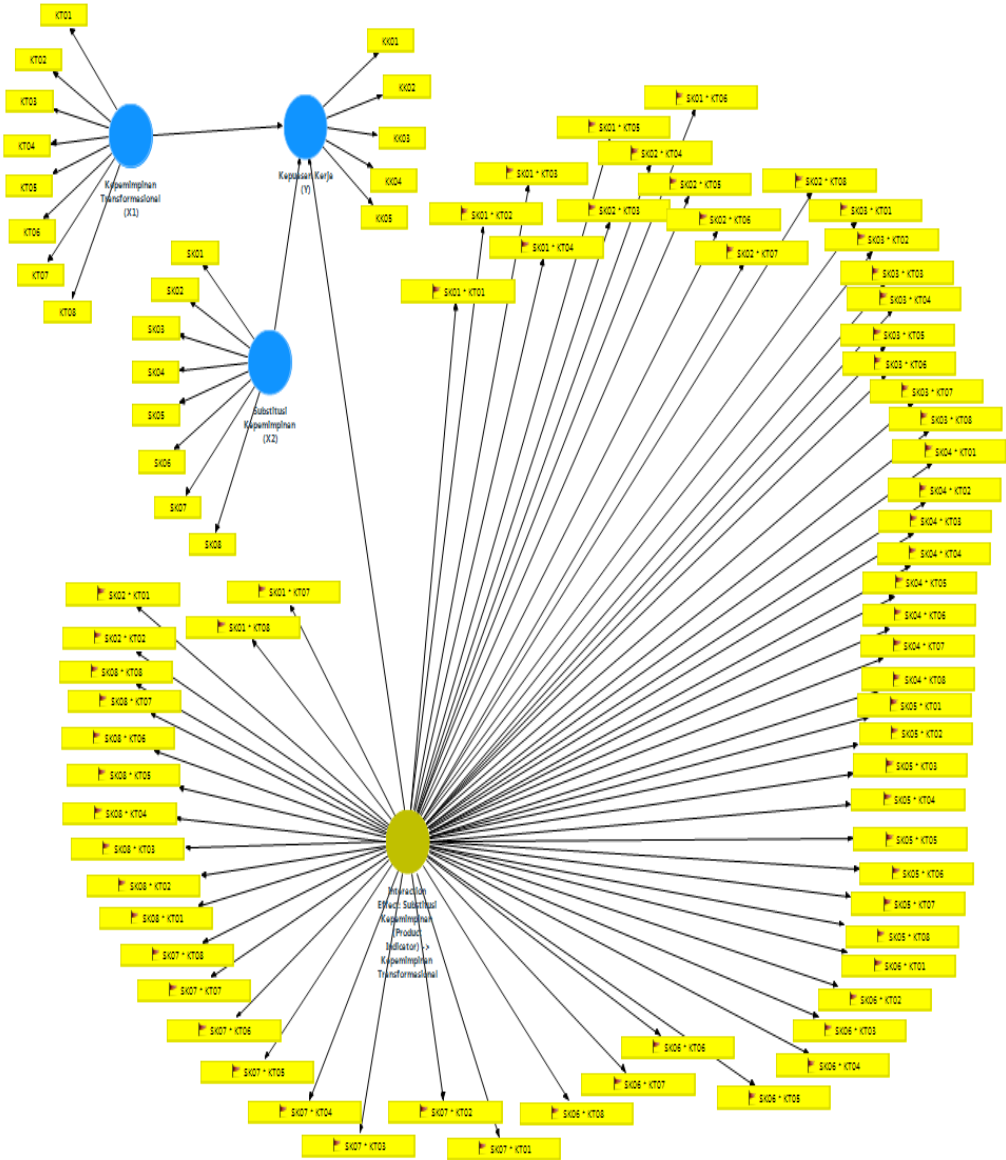 KT01
KT02
KT03
KT04
KT05
KT06
KT07
KT08
Kepemimpinan
Transformasional
(X1)
KK01
KK02
KK03
KK04
KK05
Kepuasan Kerja
(Y)
SK01
SK02
SK03
SK04
SK05
SK06
SK07
SK08
Substitusi
Kepemimpinan
(X2)
SK01 * KT06
SK01 * KT05
SK02 * KT04
SK01 * KT03
SK02 * KT05
SK02 * KT08
SK01 * KT02
SK02 * KT03
SK02 * KT06
SK03 * KT01
SK01 * KT04
SK02 * KT07
SK03 * KT02
SK01 * KT01
SK03 * KT03
SK03 * KT04
SK03 * KT05
SK03 * KT06
SK03 * KT07
SK03 * KT08
SK04 * KT01
SK04 * KT02
SK04 * KT03
SK04 * KT04
SK04 * KT05
SK04 * KT06
SK04 * KT07
SK04 * KT08
SK05 * KT01
SK05 * KT02
SK05 * KT03
SK05 * KT04
SK05 * KT05
SK05 * KT06
SK05 * KT07
SK05 * KT08
SK06 * KT01
SK06 * KT02
SK06 * KT03
SK06 * KT04
SK06 * KT05
SK06 * KT06
SK06 * KT07
SK06 * KT08
SK07 * KT01
SK07 * KT02
SK07 * KT03
SK07 * KT04
SK07 * KT05
SK07 * KT06
SK07 * KT07
SK07 * KT08
SK08 * KT01
SK08 * KT02
SK08 * KT03
SK08 * KT04
SK08 * KT05
SK08 * KT06
SK08 * KT07
SK08 * KT08
SK02 * KT02
SK02 * KT01
SK01 * KT07
SK01 * KT08
Interaction
Effect: Substitusi
Kepemimpinan
(Product
Indicator) ->
Kepemimpinan
Transformasional